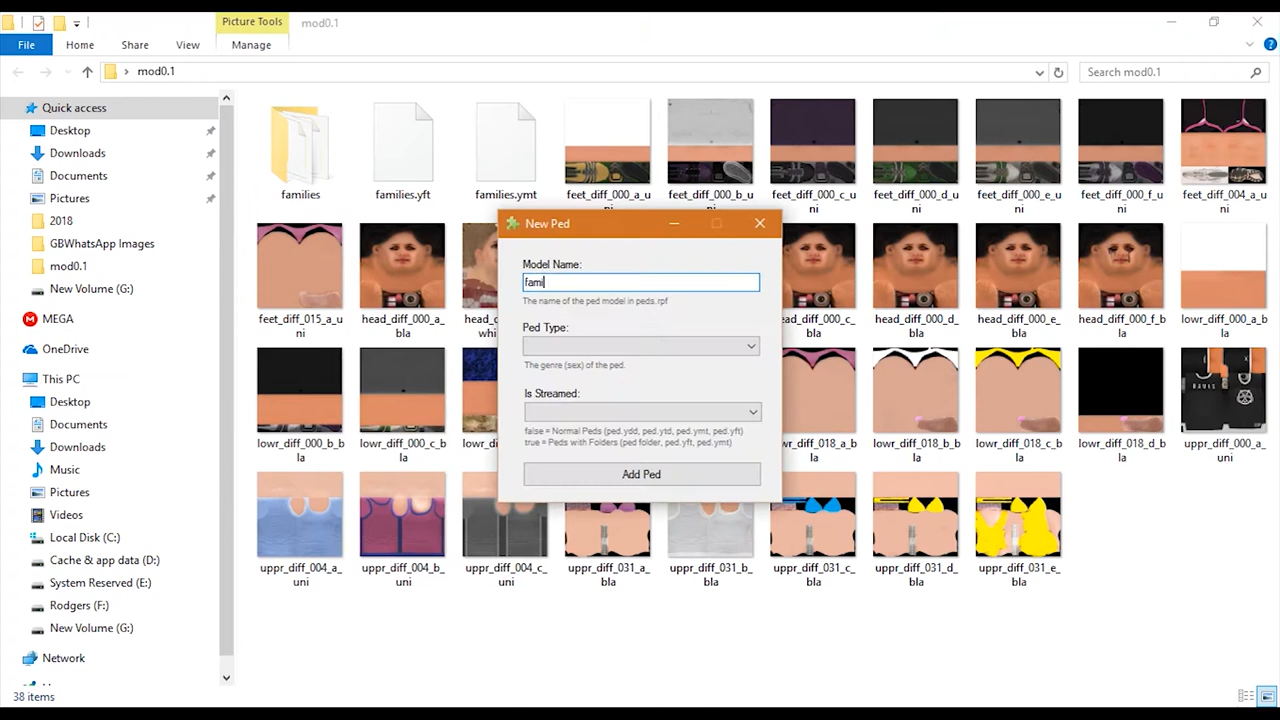 Picture Tools
mod0.1
File
Home
Share
View
Manage
mod0.1
Search mod0.1
Quick access
Desktop
Downloads
Documents
Pictures
2018
GBWhatsApp Images
mod0.1
New Volume (G:)
MEGA
OneDrive
This PC
Desktop
Documents
Downloads
Music
Pictures
Videos
Local Disk (C:)
Cache & app data (D:)
System Reserved (E:)
Rodgers (F:)
New Volume (G:)
Network
families
families.yft
families.ymt
feet_diff_000_a_u
ni
feet_diff_000_b_u
ni
feet_diff_000_c_u
ni
feet_diff_000_d_u
ni
feet_diff_000_e_u
ni
feet_diff_000_f_u
ni
feet_diff_004_a_u
ni
feet_diff_015_a_u
ni
head_diff_000_a_
bla
head_d
whi
head_diff_000_c_
bla
head_diff_000_d_
bla
head_diff_000_e_
bla
head_diff_000_f_b
la
lowr_diff_000_a_b
la
lowr_diff_000_b_b
la
lowr_diff_000_c_b
la
lowr_di
lowr_diff_018_a_b
la
lowr_diff_018_b_b
la
lowr_diff_018_c_b
la
lowr_diff_018_d_b
la
uppr_diff_000_a_
uni
uppr_diff_004_a_
uni
uppr_diff_004_b_
uni
uppr_diff_004_c_
uni
uppr_diff_031_a_
bla
uppr_diff_031_b_
bla
uppr_diff_031_c_
bla
uppr_diff_031_d_
bla
uppr_diff_031_e_
bla
New Ped
Model Name:
fami
The name of the ped model in peds.rpf
Ped Type:
The genre (sex) of the ped.
Is Streamed:
false = Normal Peds (ped.ydd, ped.ytd, ped.ymt, ped.yft)
true = Peds with Folders (ped folder, ped.yft, ped.ymt)
Add Ped
38 items